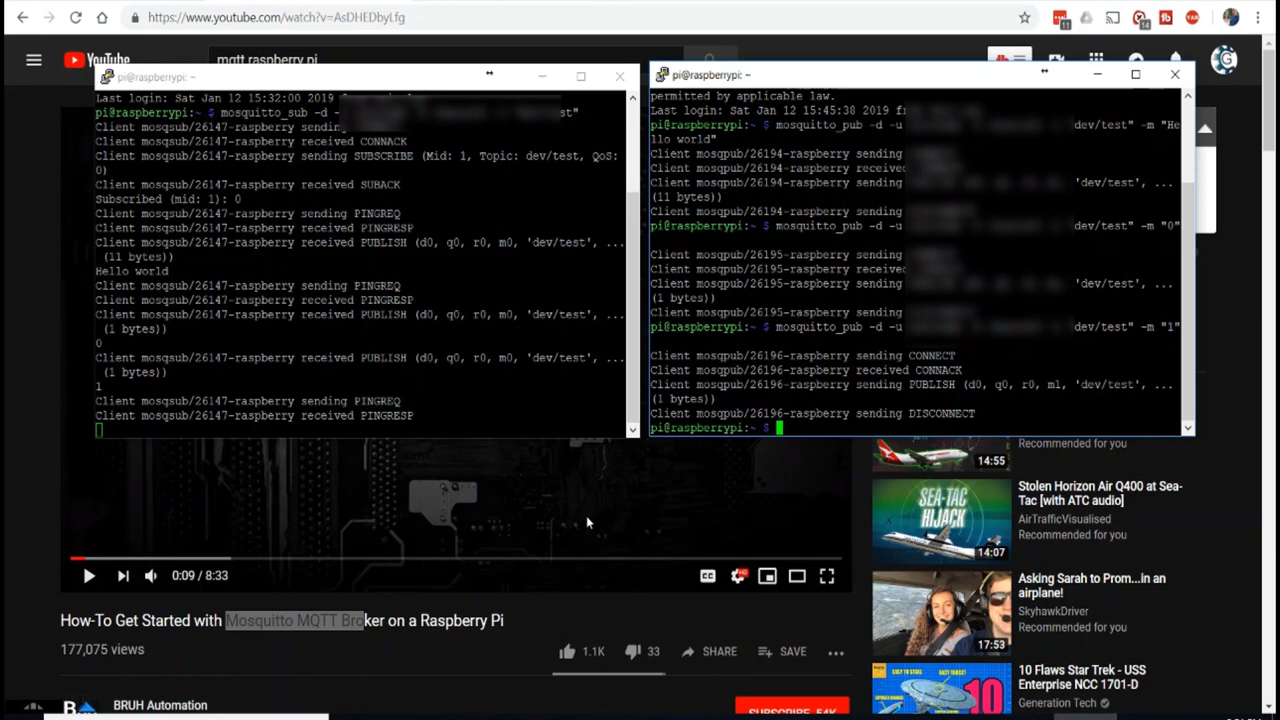 https://www.youtube.com/watch?v=AsDHEDbyLfg
11
14
YAB
YouTube
mqtt raspberry pi
G
pi@raspberrypi: ~
Last login: Sat Jan 12 15:32:00 2019
pi@raspberrypi:~ $ mosquitto_sub -d -
Client mosqsub/26147-raspberry sending
Client mosqsub/26147-raspberry received CONNACK
Client mosqsub/26147-raspberry sending SUBSCRIBE (Mid: 1, Topic: dev/test, QoS:
0)
Client mosqsub/26147-raspberry received SUBACK
Subscribed (mid: 1): 0
Client mosqsub/26147-raspberry sending PINGREQ
Client mosqsub/26147-raspberry received PINGRESP
Client mosqsub/26147-raspberry received PUBLISH (d0, q0, r0, m0, 'dev/test', ...
(11 bytes))
Hello world
Client mosqsub/26147-raspberry sending PINGREQ
Client mosqsub/26147-raspberry received PINGRESP
Client mosqsub/26147-raspberry received PUBLISH (d0, q0, r0, m0, 'dev/test', ...
(1 bytes))
0
Client mosqsub/26147-raspberry received PUBLISH (d0, q0, r0, m0, 'dev/test', ...
(1 bytes))
1
Client mosqsub/26147-raspberry sending PINGREQ
Client mosqsub/26147-raspberry received PINGRESP
pi@raspberrypi: ~
permitted by applicable law.
Last login: Sat Jan 12 15:45:38 2019
pi@raspberrypi:~ $ mosquitto_pub -d -u dev/test" -m "He
llo world"
Client mosqpub/26194-raspberry sending
Client mosqpub/26194-raspberry received
Client mosqpub/26194-raspberry sending 'dev/test', ...
(11 bytes))
Client mosqpub/26194-raspberry sending
pi@raspberrypi:~ $ mosquitto_pub -d -u dev/test" -m "0"
Client mosqpub/26195-raspberry sending
Client mosqpub/26195-raspberry received
Client mosqpub/26195-raspberry sending 'dev/test', ...
(1 bytes))
Client mosqpub/26195-raspberry sending
pi@raspberrypi:~ $ mosquitto_pub -d -u dev/test" -m "1"
Client mosqpub/26196-raspberry sending CONNECT
Client mosqpub/26196-raspberry received CONNACK
Client mosqpub/26196-raspberry sending PUBLISH (d0, q0, r0, m1, 'dev/test', ...
(1 bytes))
Client mosqpub/26196-raspberry sending DISCONNECT
pi@raspberrypi:~ $
0:09 / 8:33
CC
HD
How-To Get Started with Mosquitto MQTT Broker on a Raspberry Pi
177,075 views
1.1K
33
SHARE
SAVE
BRUH Automation
SUBSCRIBE 54K
Recommended for you
14:55
SEA-TAC
HIJACK
14:07
Stolen Horizon Air Q400 at Sea-
Tac [with ATC audio]
AirTrafficVisualised
Recommended for you
17:53
Asking Sarah to Prom...in an
airplane!
SkyhawkDriver
Recommended for you
10
10 Flaws Star Trek - USS
Enterprise NCC 1701-D
Generation Tech